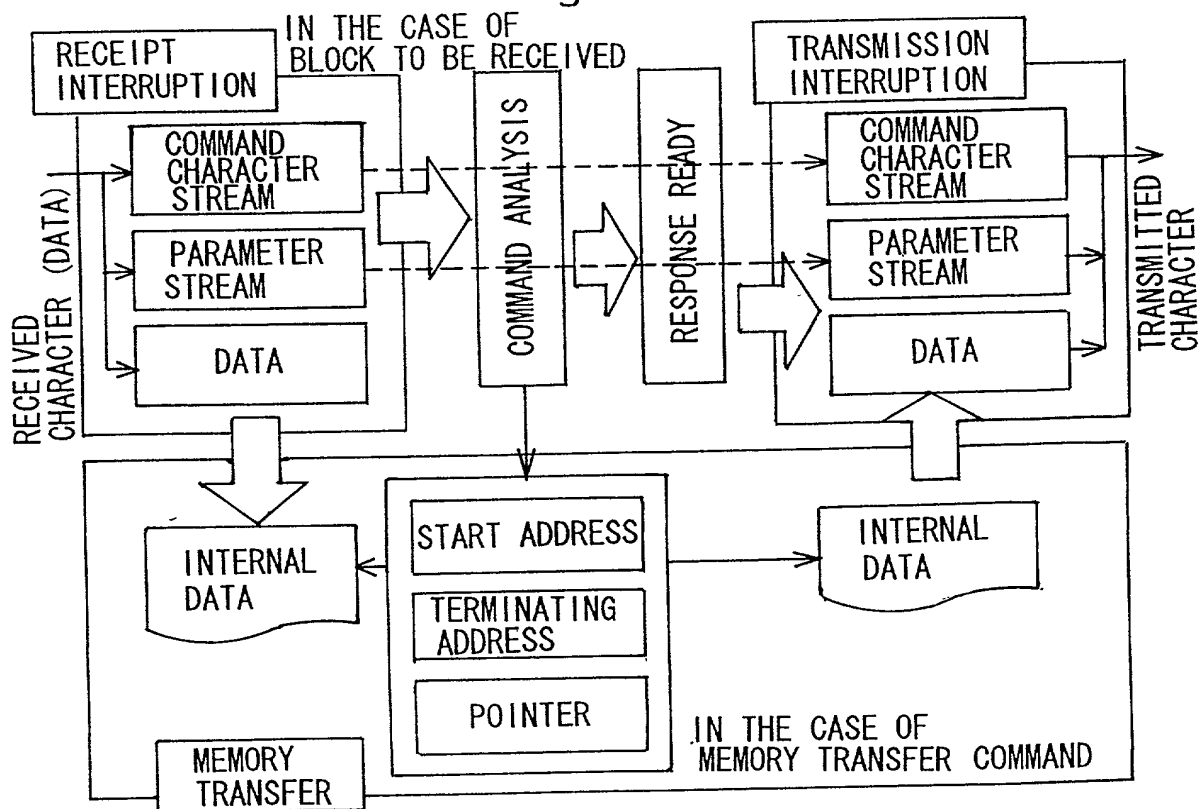 RECEIPT
INTERRUPTION
IN THE CASE OF
BLOCK TO BE RECEIVED
TRANSMISSION
INTERRUPTION
RECEIVED
CHARACTER (DATA)
COMMAND
CHARACTER
STREAM
PARAMETER
STREAM
DATA
COMMAND ANALYSIS
RESPONSE READY
COMMAND
CHARACTER
STREAM
PARAMETER
STREAM
DATA
TRANSMITTED
CHARACTER
INTERNAL
DATA
START ADDRESS
TERMINATING
ADDRESS
POINTER
INTERNAL
DATA
MEMORY
TRANSFER
IN THE CASE OF
MEMORY TRANSFER COMMAND